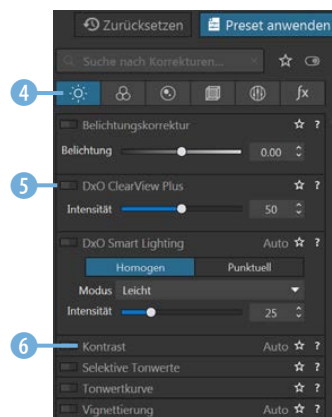 Zurücksetzen Preset anwenden
Suche nach Korrekturen...
4 fx
Belichtungskorrektur ?
Belichtung 0.00
5 DxO ClearView Plus ?
Intensität 50
DxO Smart Lighting Auto ?
Homogen Punktuell
Modus Leicht
Intensität 25
6 Kontrast Auto ?
Selektive Tonwerte ?
Tonwertkurve ?
Vignettierung Auto ?